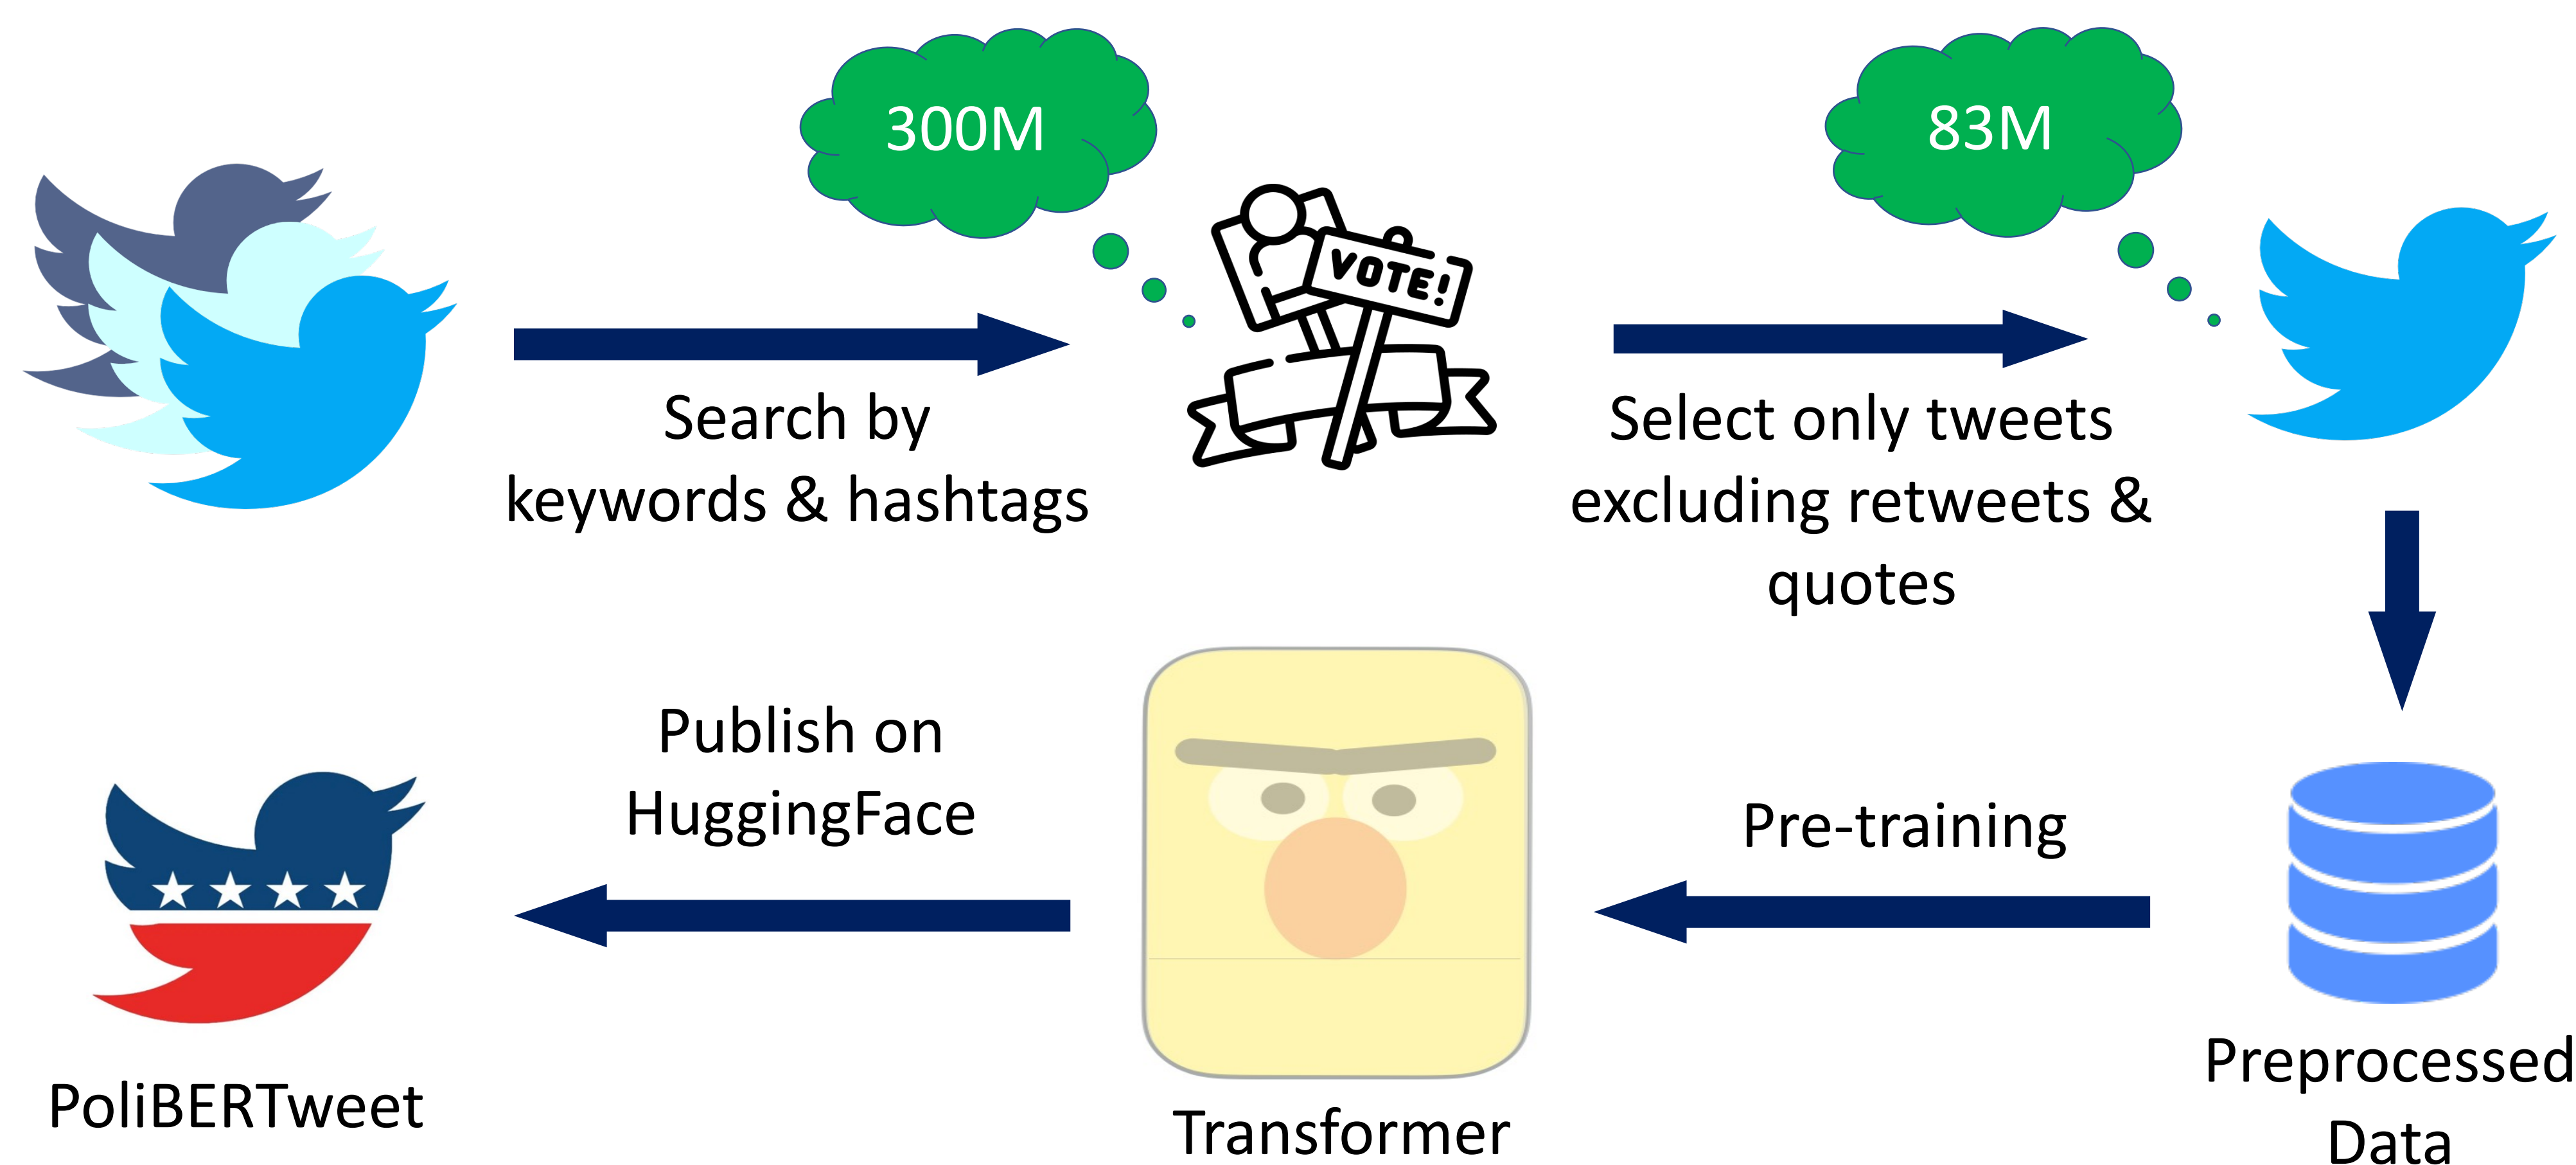 300M
83M
VOTE!
Search by
keywords & hashtags
Select only tweets
excluding retweets &
quotes
Publish on
HuggingFace
Pre-training
PoliBERTweet
Transformer
Preprocessed
Data